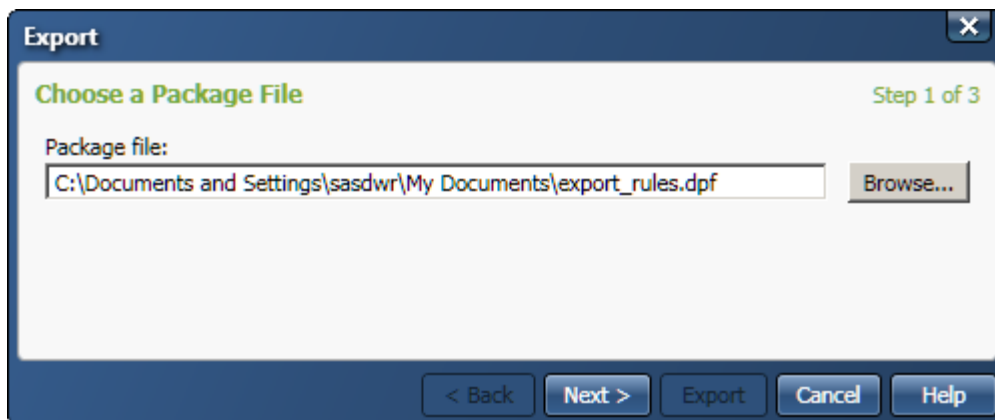 Export
Choose a Package File
Step 1 of 3
Package file:
C:\Documents and Settings\sasdwr\My Documents\export_rules.dpf
Browse...
< Back
Next >
Export
Cancel
Help